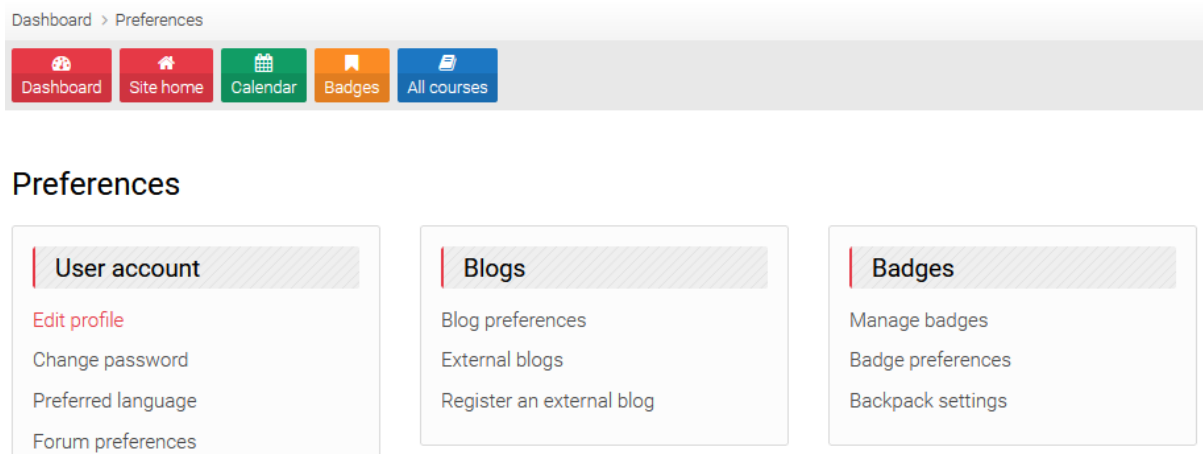 Dashboard > Preferences
Dashboard Site home Calendar Badges All courses
Preferences
User account
Edit profile
Change password
Preferred language
Forum preferences
Blogs
Blog preferences
External blogs
Register an external blog
Badges
Manage badges
Badge preferences
Backpack settings